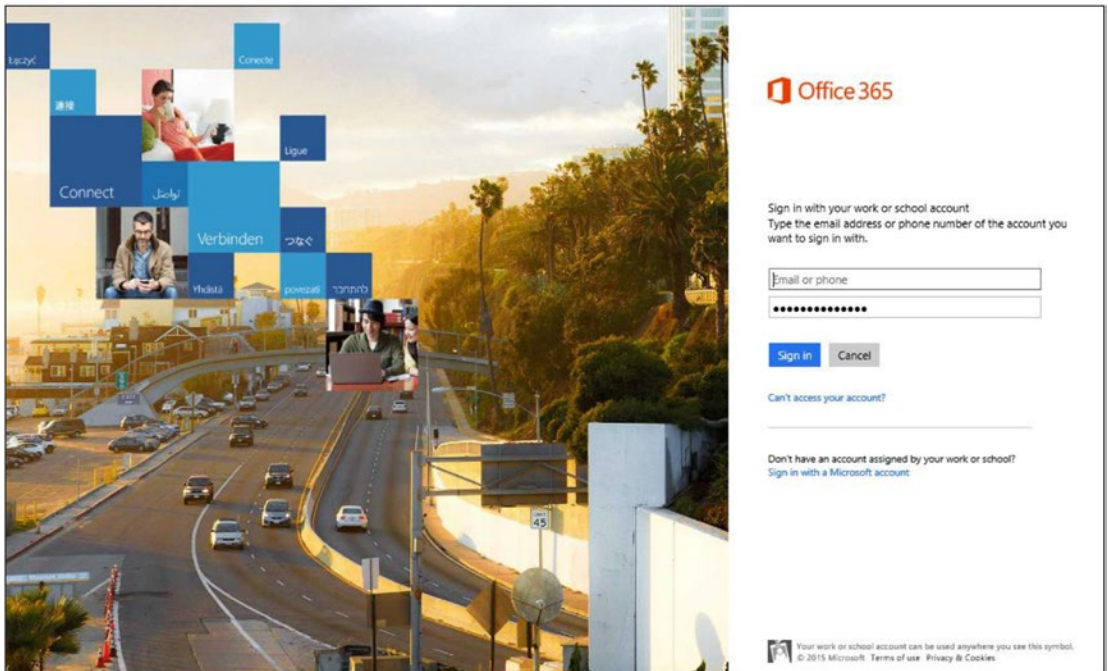 Łączyć
Conecte
連接
Ligue
Connect
تواصل
Verbinden
つなぐ
Yhdistä
povezati
להתחבר
LIMIT
45
Office 365
Sign in with your work or school account
Type the email address or phone number of the account you
want to sign in with.
Email or phone
••••••••••••••
Sign in
Cancel
Can't access your account?
Don't have an account assigned by your work or school?
Sign in with a Microsoft account
Your work or school account can be used anywhere you see this symbol.
© 2015 Microsoft Terms of use Privacy & Cookies